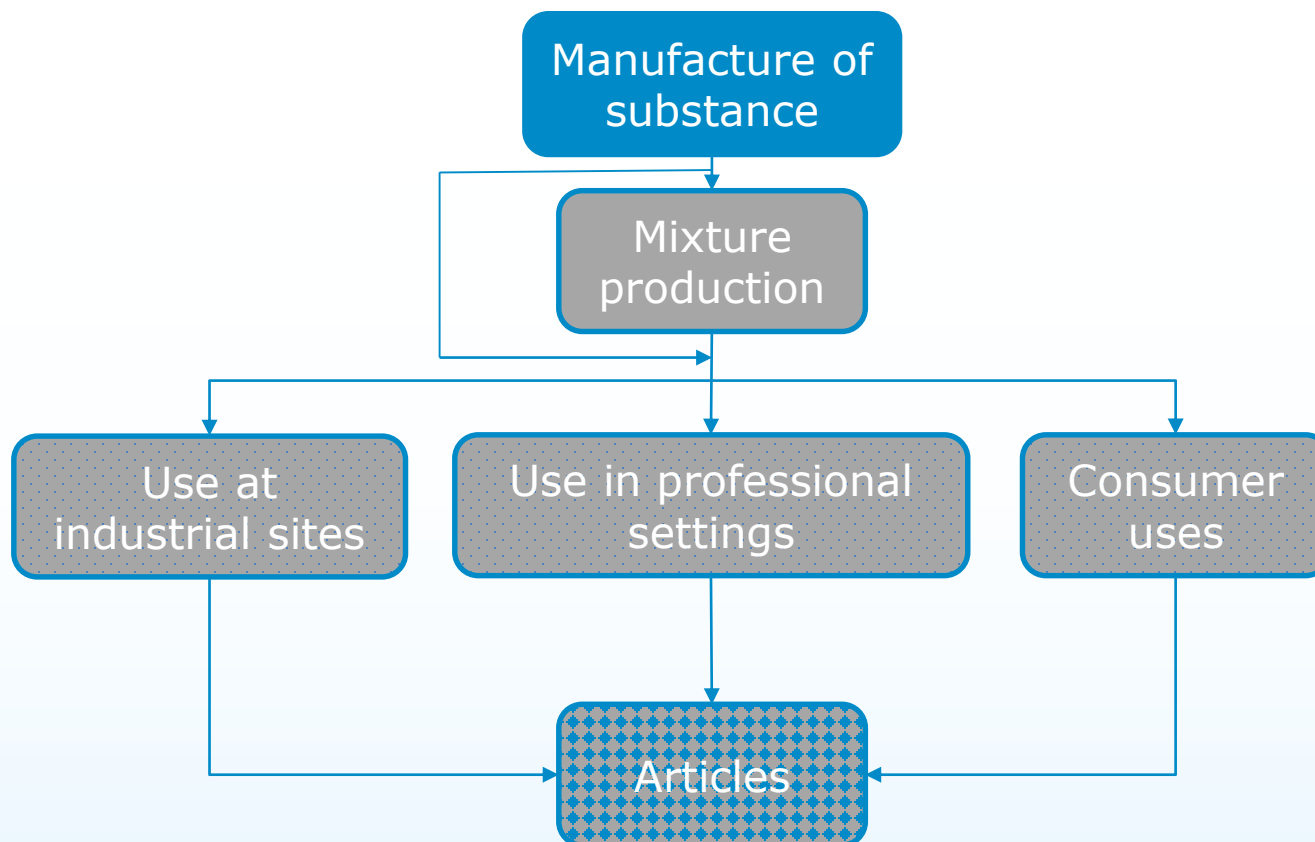 Manufacture of
substance
Mixture
production
Use at
industrial sites
Use in professional
settings
Consumer
uses
Articles